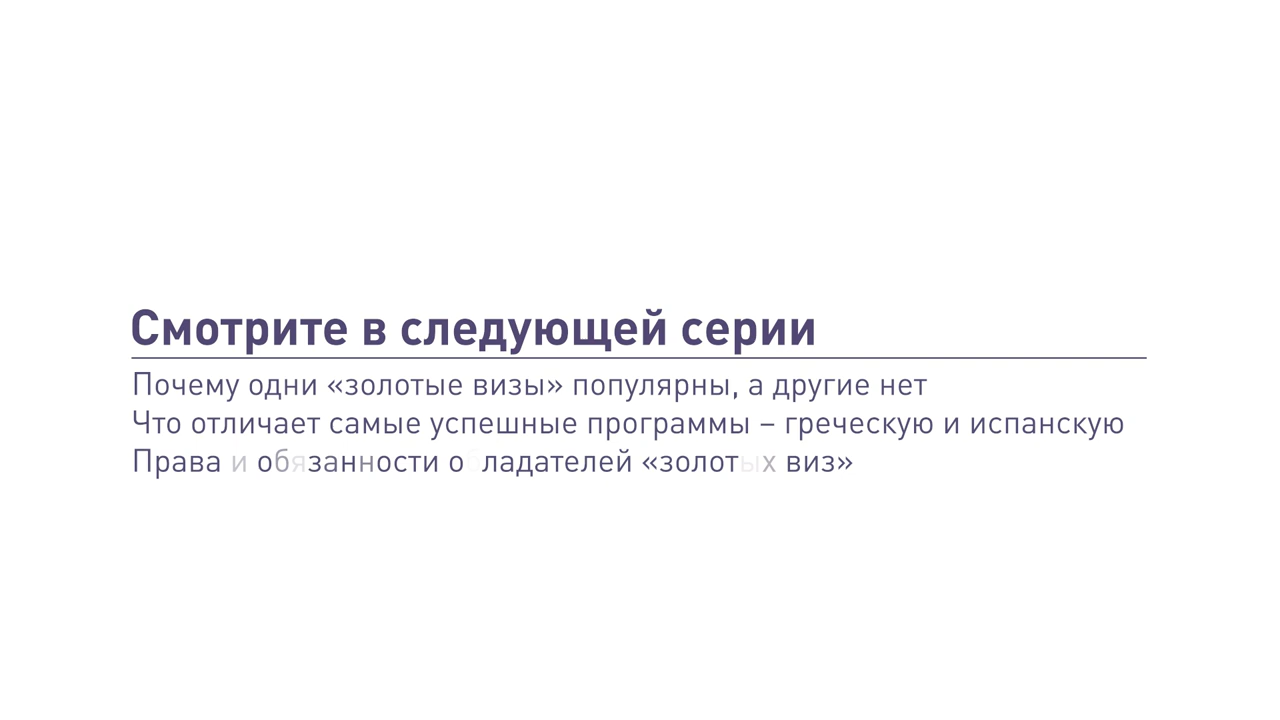 Смотрите в следующей серии
Почему одни «золотые визы» популярны, а другие нет
Что отличает самые успешные программы – греческую и испанскую
Права и обязанности обладателей «золотых виз»